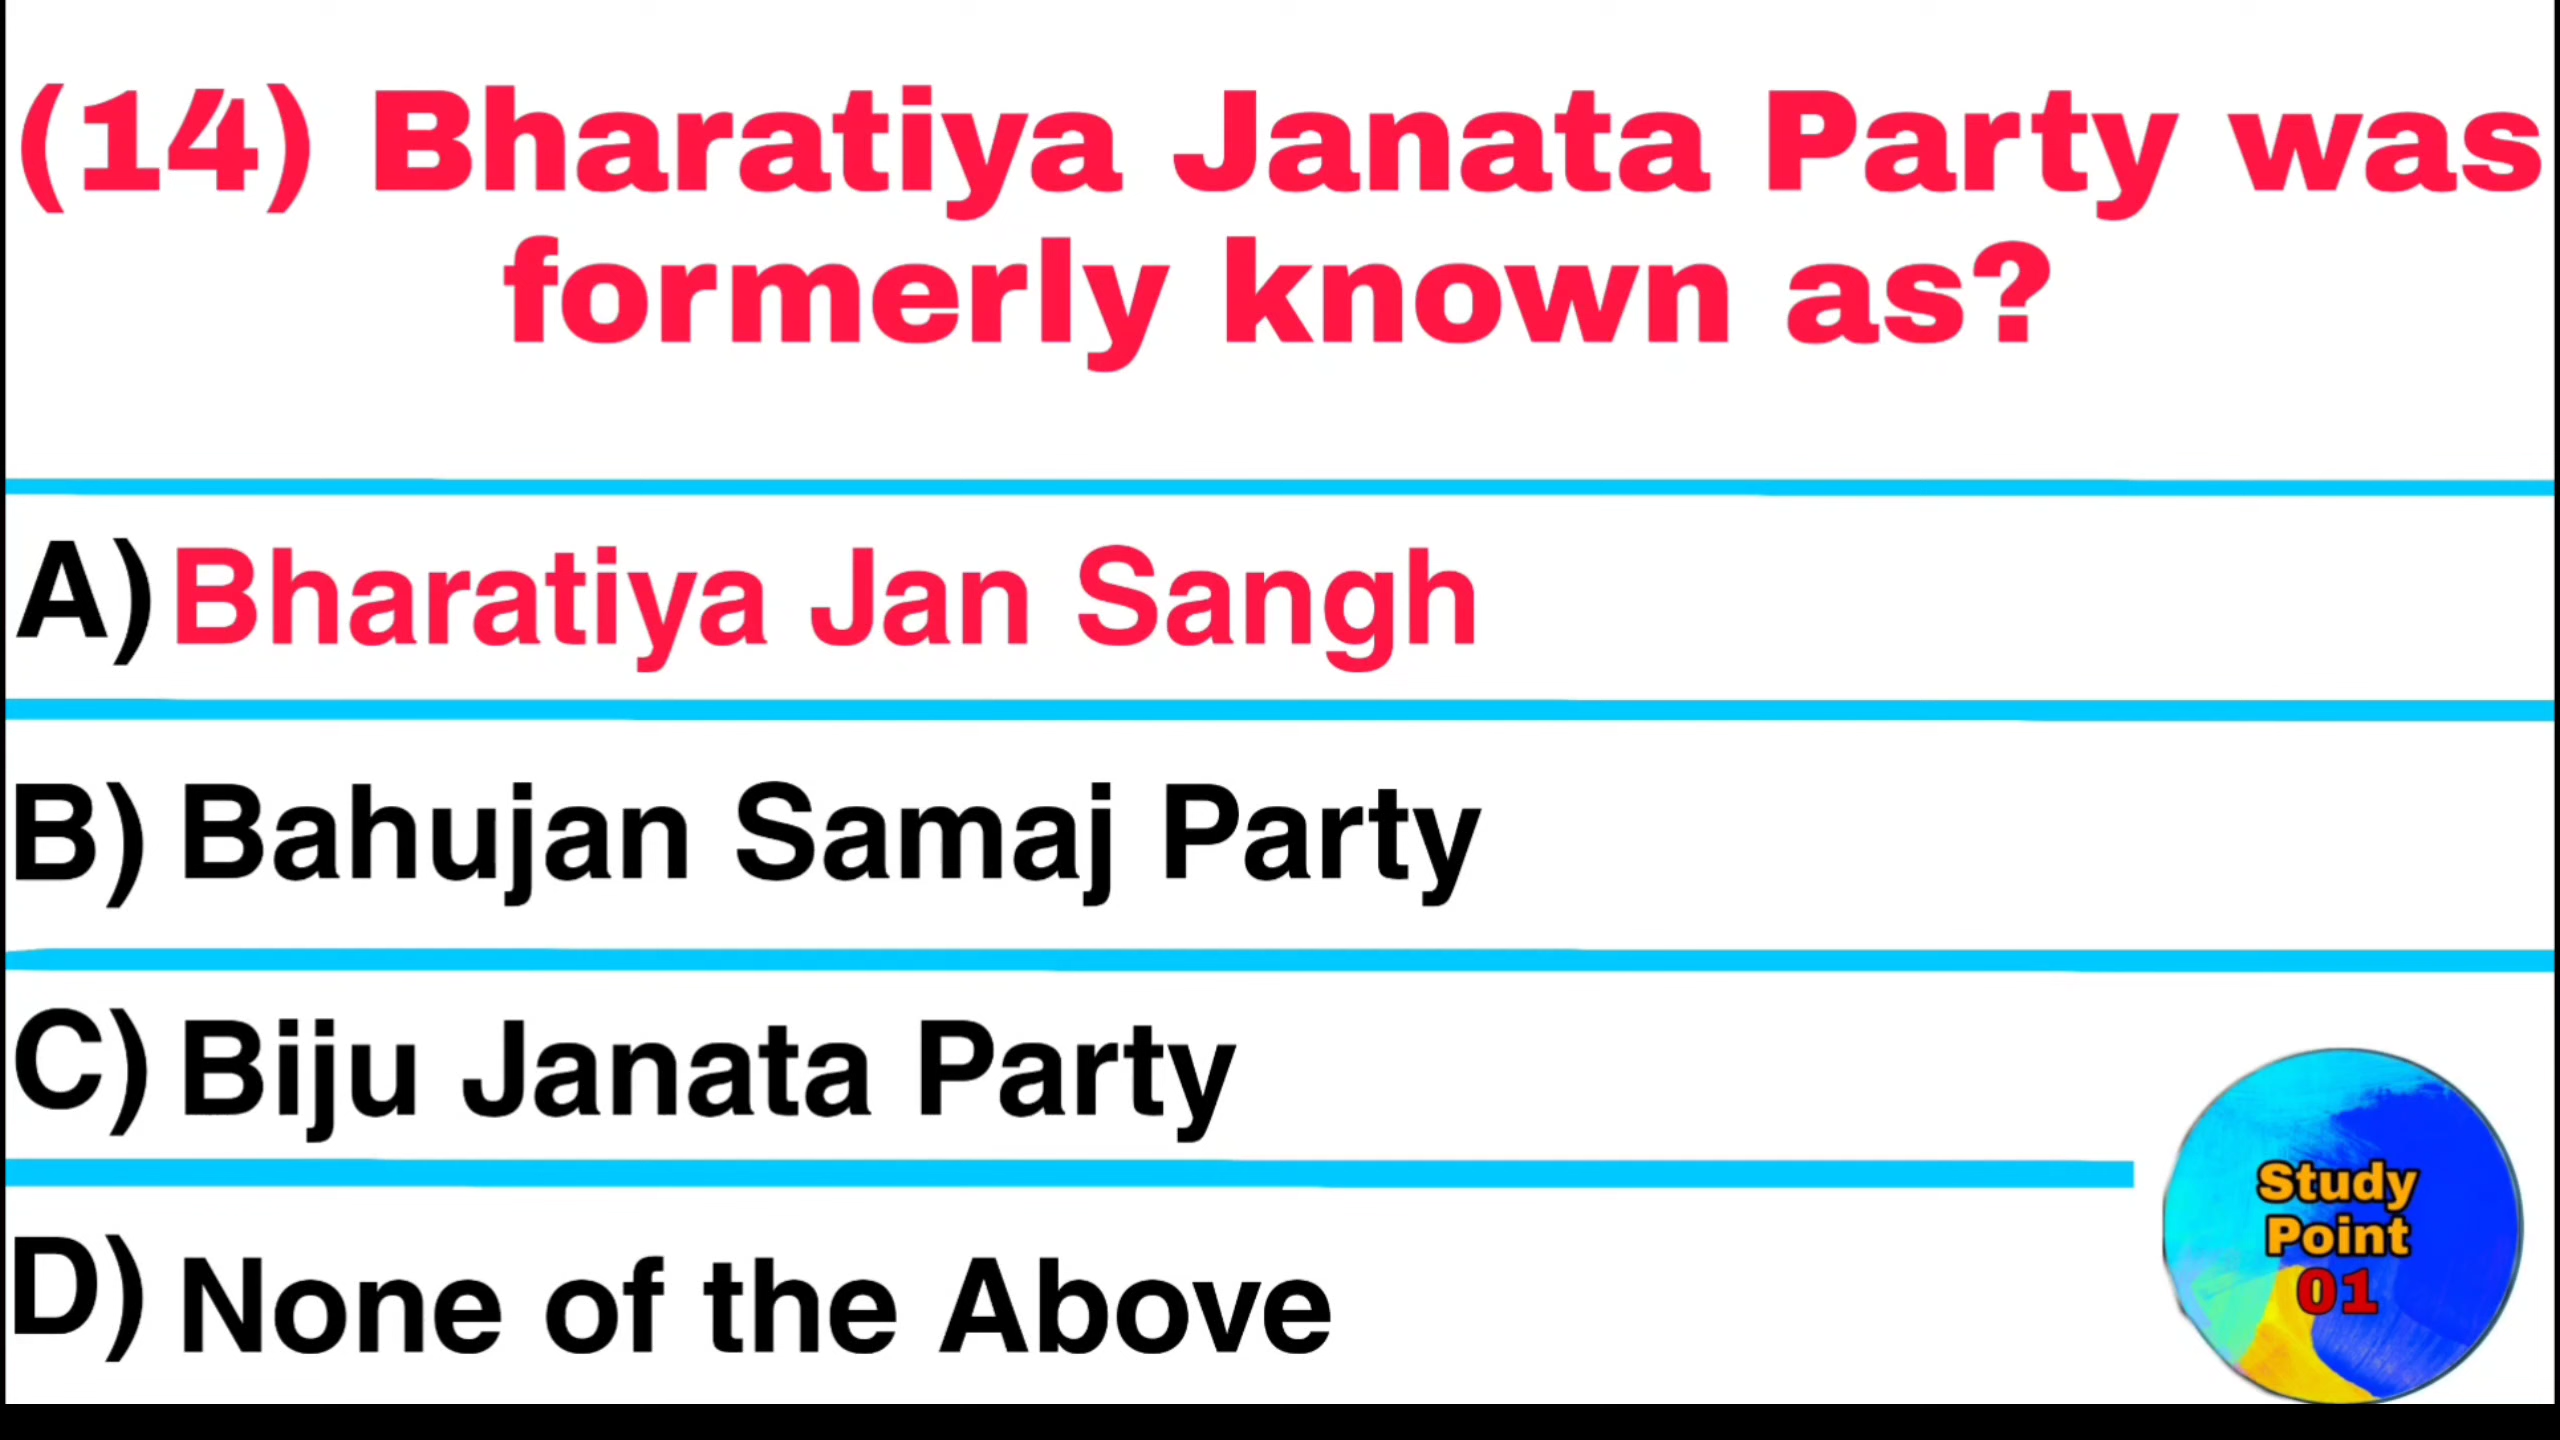 (14) Bharatiya Janata Party was
formerly known as?
A) Bharatiya Jan Sangh
B) Bahujan Samaj Party
C) Biju Janata Party
D) None of the Above
Study
Point
01